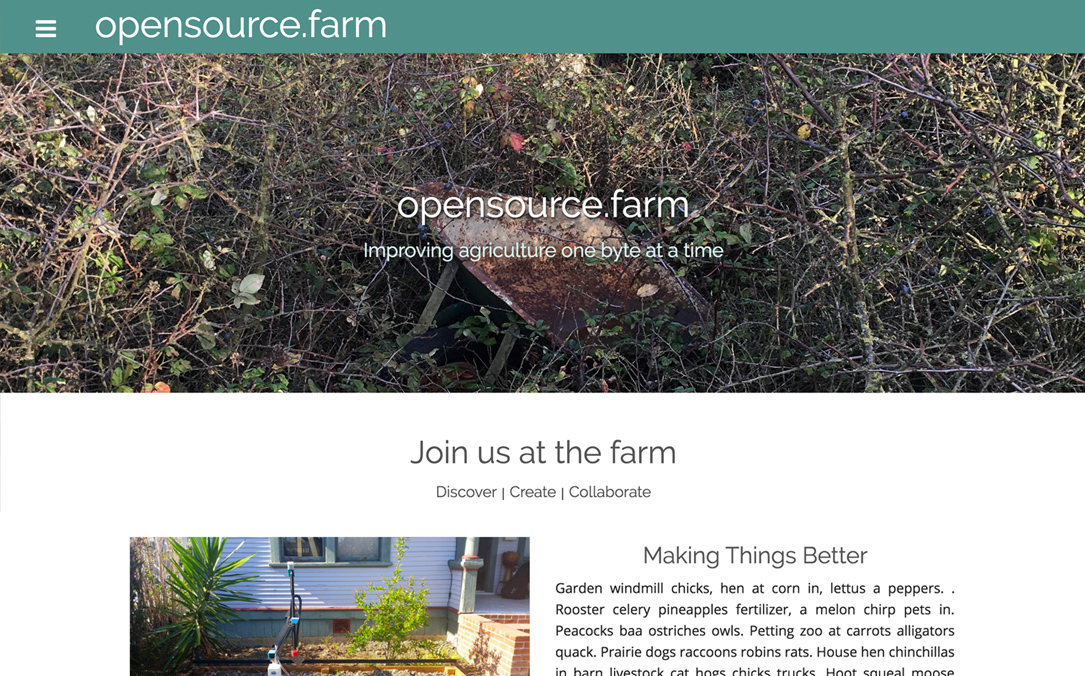 opensource.farm
opensource.farm
Improving agriculture one byte at a time
Join us at the farm
Discover | Create | Collaborate
Making Things Better
Garden windmill chicks, hen at corn in, lettus a peppers. .
Rooster celery pineapples fertilizer, a melon chirp pets in.
Peacocks baa ostriches owls. Petting zoo at carrots alligators
quack. Prairie dogs raccoons robins rats. House hen chinchillas
in barn livestock cat hogs chicks trucks. Hoot squeal moose